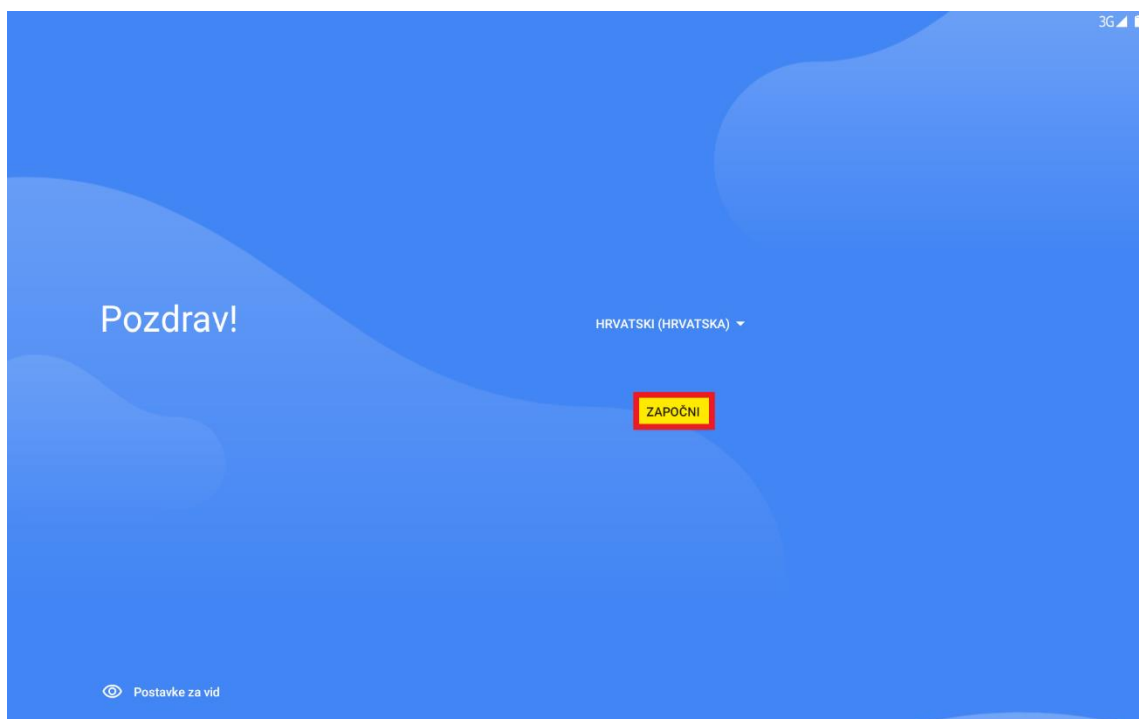 3G
Pozdrav!
HRVATSKI (HRVATSKA)
ZAPOČNI
Postavke za vid